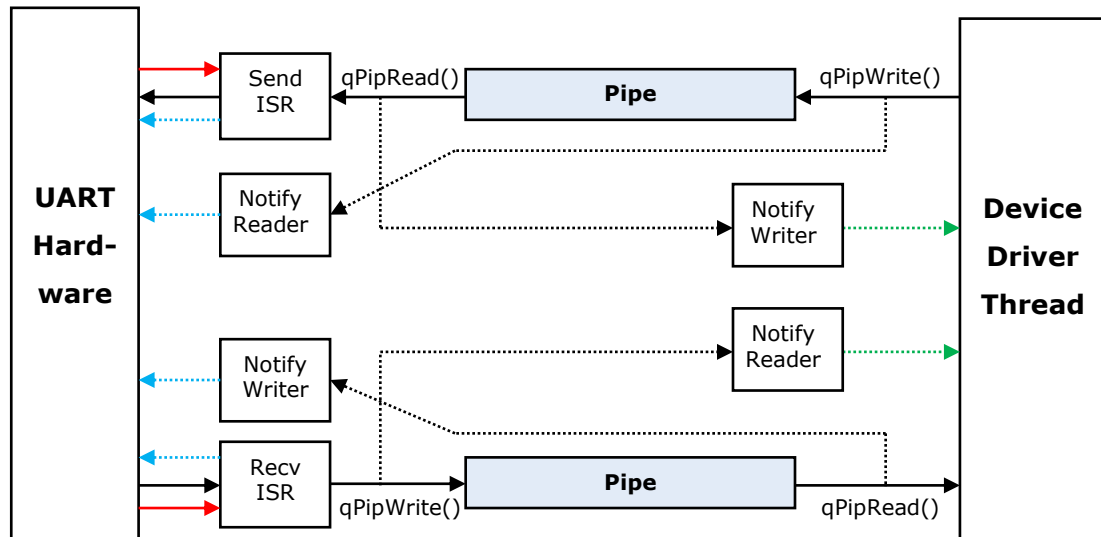 UART
Hard-
ware
Send
ISR
qPipRead()
Pipe
qPipWrite()
Notify
Reader
Notify
Writer
Device
Driver
Thread
Notify
Reader
Notify
Writer
Recv
ISR
qPipWrite()
Pipe
qPipRead()